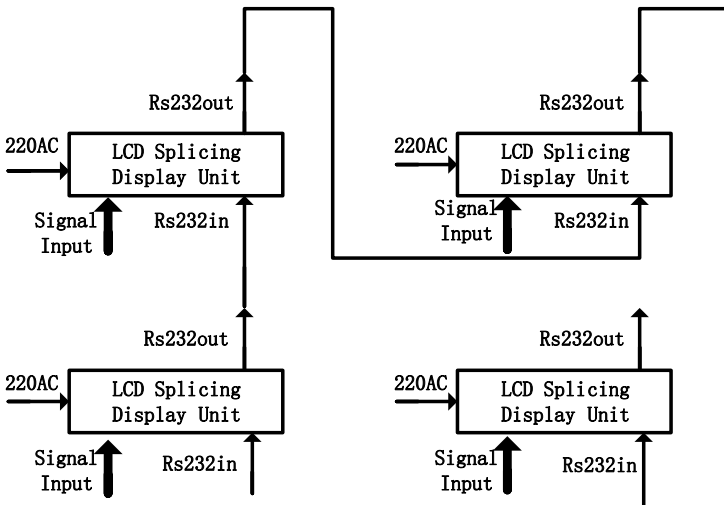 Rs232out
220AC
LCD Splicing
Display Unit
Signal
Input
Rs232in
Rs232out
220AC
LCD Splicing
Display Unit
Signal
Input
Rs232in
Rs232out
220AC
LCD Splicing
Display Unit
Signal
Input
Rs232in
Rs232out
220AC
LCD Splicing
Display Unit
Signal
Input
Rs232in